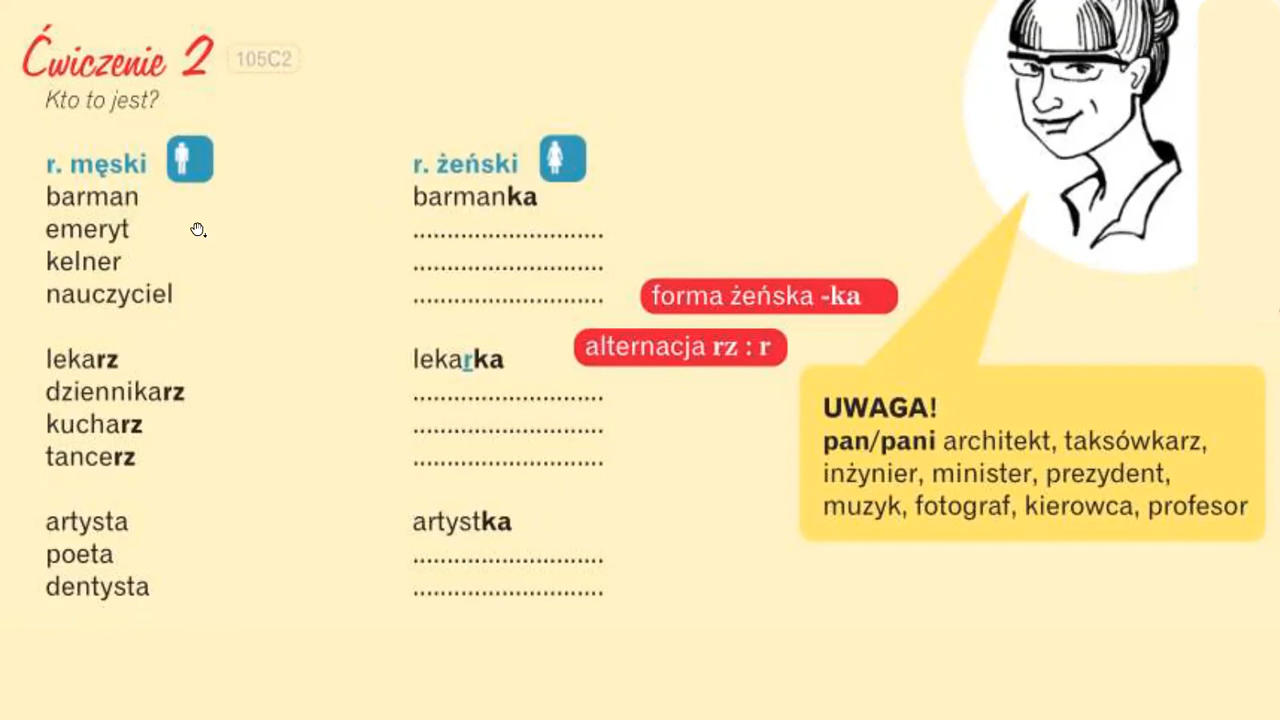 Ćwiczenie 2 105C2
Kto to jest?
r. męski r. żeński
barman barmanka
emeryt ............................
kelner ............................
nauczyciel ............................
forma żeńska -ka
alternacja rz : r
lekarz lekarka
dziennikarz ............................
kucharz ............................
tancerz ............................
artysta artystka
poeta ............................
dentysta ............................
UWAGA!
pan/pani architekt, taksówkarz,
inżynier, minister, prezydent,
muzyk, fotograf, kierowca, profesor